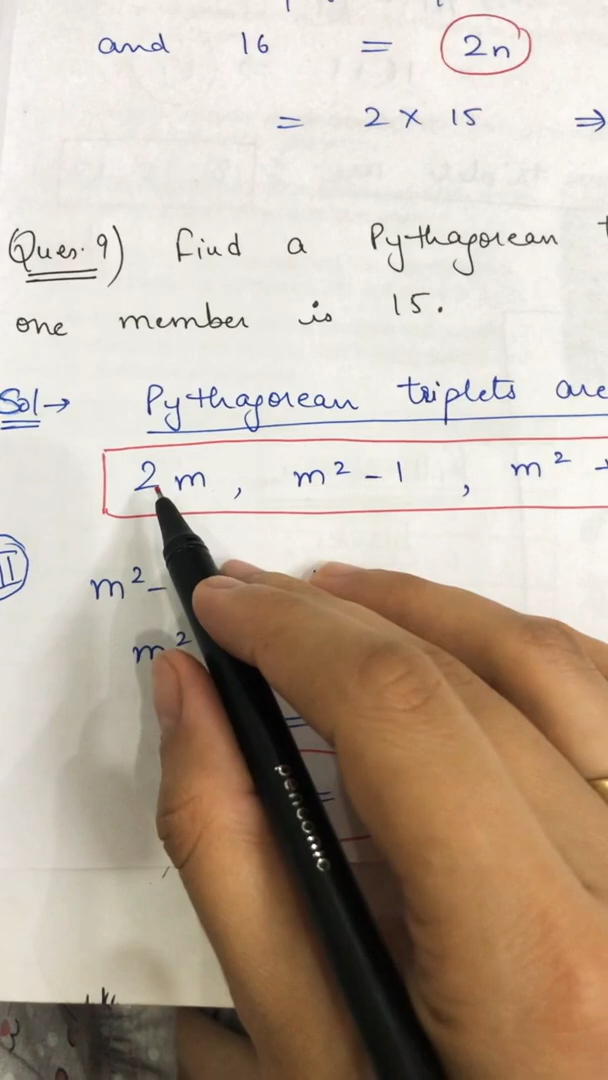 and 16 = 2n
= 2 × 15 ⇒
(Ques. 9) Find a Pythagorean
one member is 15.
Sol → Pythagorean triplets are
2m , m² - 1 , m² +
II
m² -
m²
=
=
pentonic